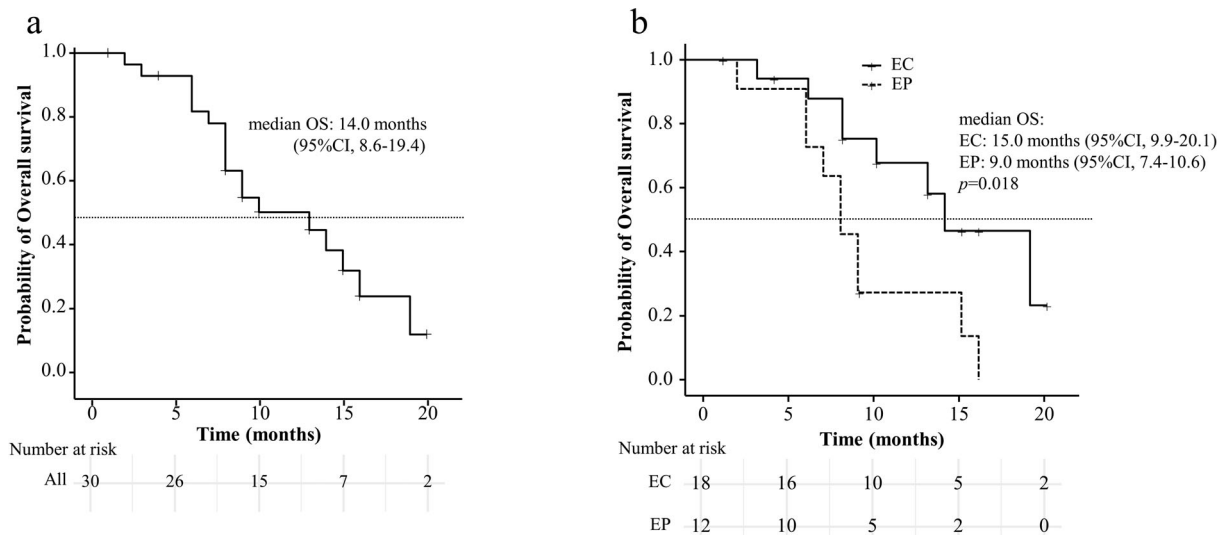 a
1.0
0.8
0.6
0.4
0.2
0.0
Probability of Overall survival
median OS: 14.0 months
(95%CI, 8.6-19.4)
0 5 10 15 20
Time (months)
Number at risk
All 30 26 15 7 2
b
1.0
0.8
0.6
0.4
0.2
0.0
Probability of Overall survival
EC
EP
median OS:
EC: 15.0 months (95%CI, 9.9-20.1)
EP: 9.0 months (95%CI, 7.4-10.6)
p=0.018
0 5 10 15 20
Time (months)
Number at risk
EC 18 16 10 5 2
EP 12 10 5 2 0